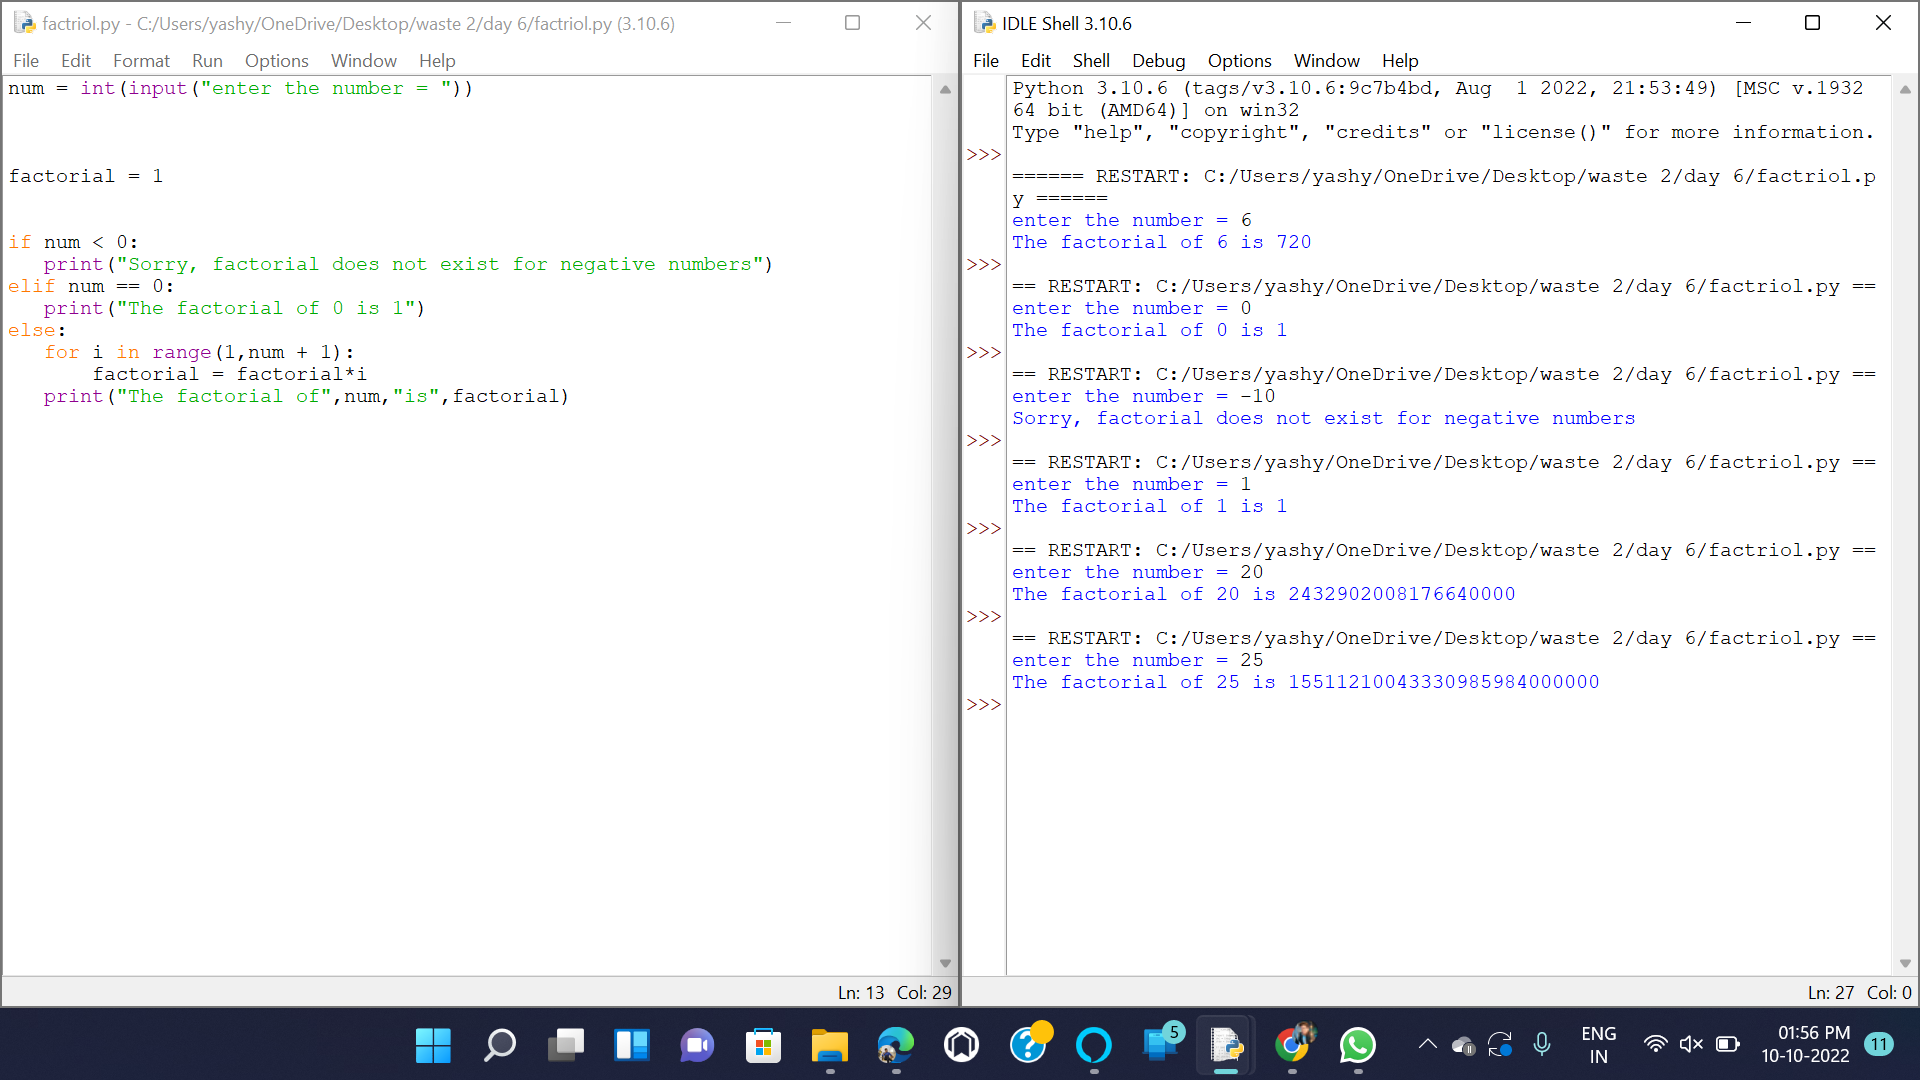 factriol.py - C:/Users/yashy/OneDrive/Desktop/waste 2/day 6/factriol.py (3.10.6)
File Edit Format Run Options Window Help
num = int(input("enter the number = "))
factorial = 1
if num < 0:
   print("Sorry, factorial does not exist for negative numbers")
elif num == 0:
   print("The factorial of 0 is 1")
else:
   for i in range(1,num + 1):
       factorial = factorial*i
   print("The factorial of",num,"is",factorial)
Ln: 13 Col: 29
IDLE Shell 3.10.6
File Edit Shell Debug Options Window Help
Python 3.10.6 (tags/v3.10.6:9c7b4bd, Aug  1 2022, 21:53:49) [MSC v.1932
64 bit (AMD64)] on win32
Type "help", "copyright", "credits" or "license()" for more information.
>>>
====== RESTART: C:/Users/yashy/OneDrive/Desktop/waste 2/day 6/factriol.p
y ======
enter the number = 6
The factorial of 6 is 720
>>>
== RESTART: C:/Users/yashy/OneDrive/Desktop/waste 2/day 6/factriol.py ==
enter the number = 0
The factorial of 0 is 1
>>>
== RESTART: C:/Users/yashy/OneDrive/Desktop/waste 2/day 6/factriol.py ==
enter the number = -10
Sorry, factorial does not exist for negative numbers
>>>
== RESTART: C:/Users/yashy/OneDrive/Desktop/waste 2/day 6/factriol.py ==
enter the number = 1
The factorial of 1 is 1
>>>
== RESTART: C:/Users/yashy/OneDrive/Desktop/waste 2/day 6/factriol.py ==
enter the number = 20
The factorial of 20 is 2432902008176640000
>>>
== RESTART: C:/Users/yashy/OneDrive/Desktop/waste 2/day 6/factriol.py ==
enter the number = 25
The factorial of 25 is 15511210043330985984000000
>>>
Ln: 27 Col: 0
5
ENG
IN
01:56 PM
10-10-2022
11